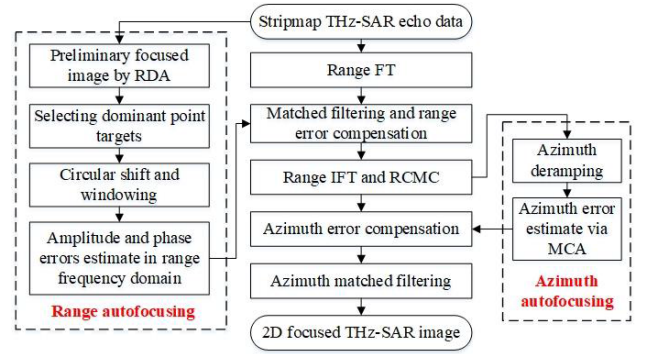 Stripmap THz-SAR echo data
Preliminary focused
image by RDA
Selecting dominant point
targets
Circular shift and
windowing
Amplitude and phase
errors estimate in range
frequency domain
Range autofocusing
Range FT
Matched filtering and range
error compensation
Range IFT and RCMC
Azimuth error compensation
Azimuth matched filtering
2D focused THz-SAR image
Azimuth
deramping
Azimuth error
estimate via
MCA
Azimuth
autofocusing